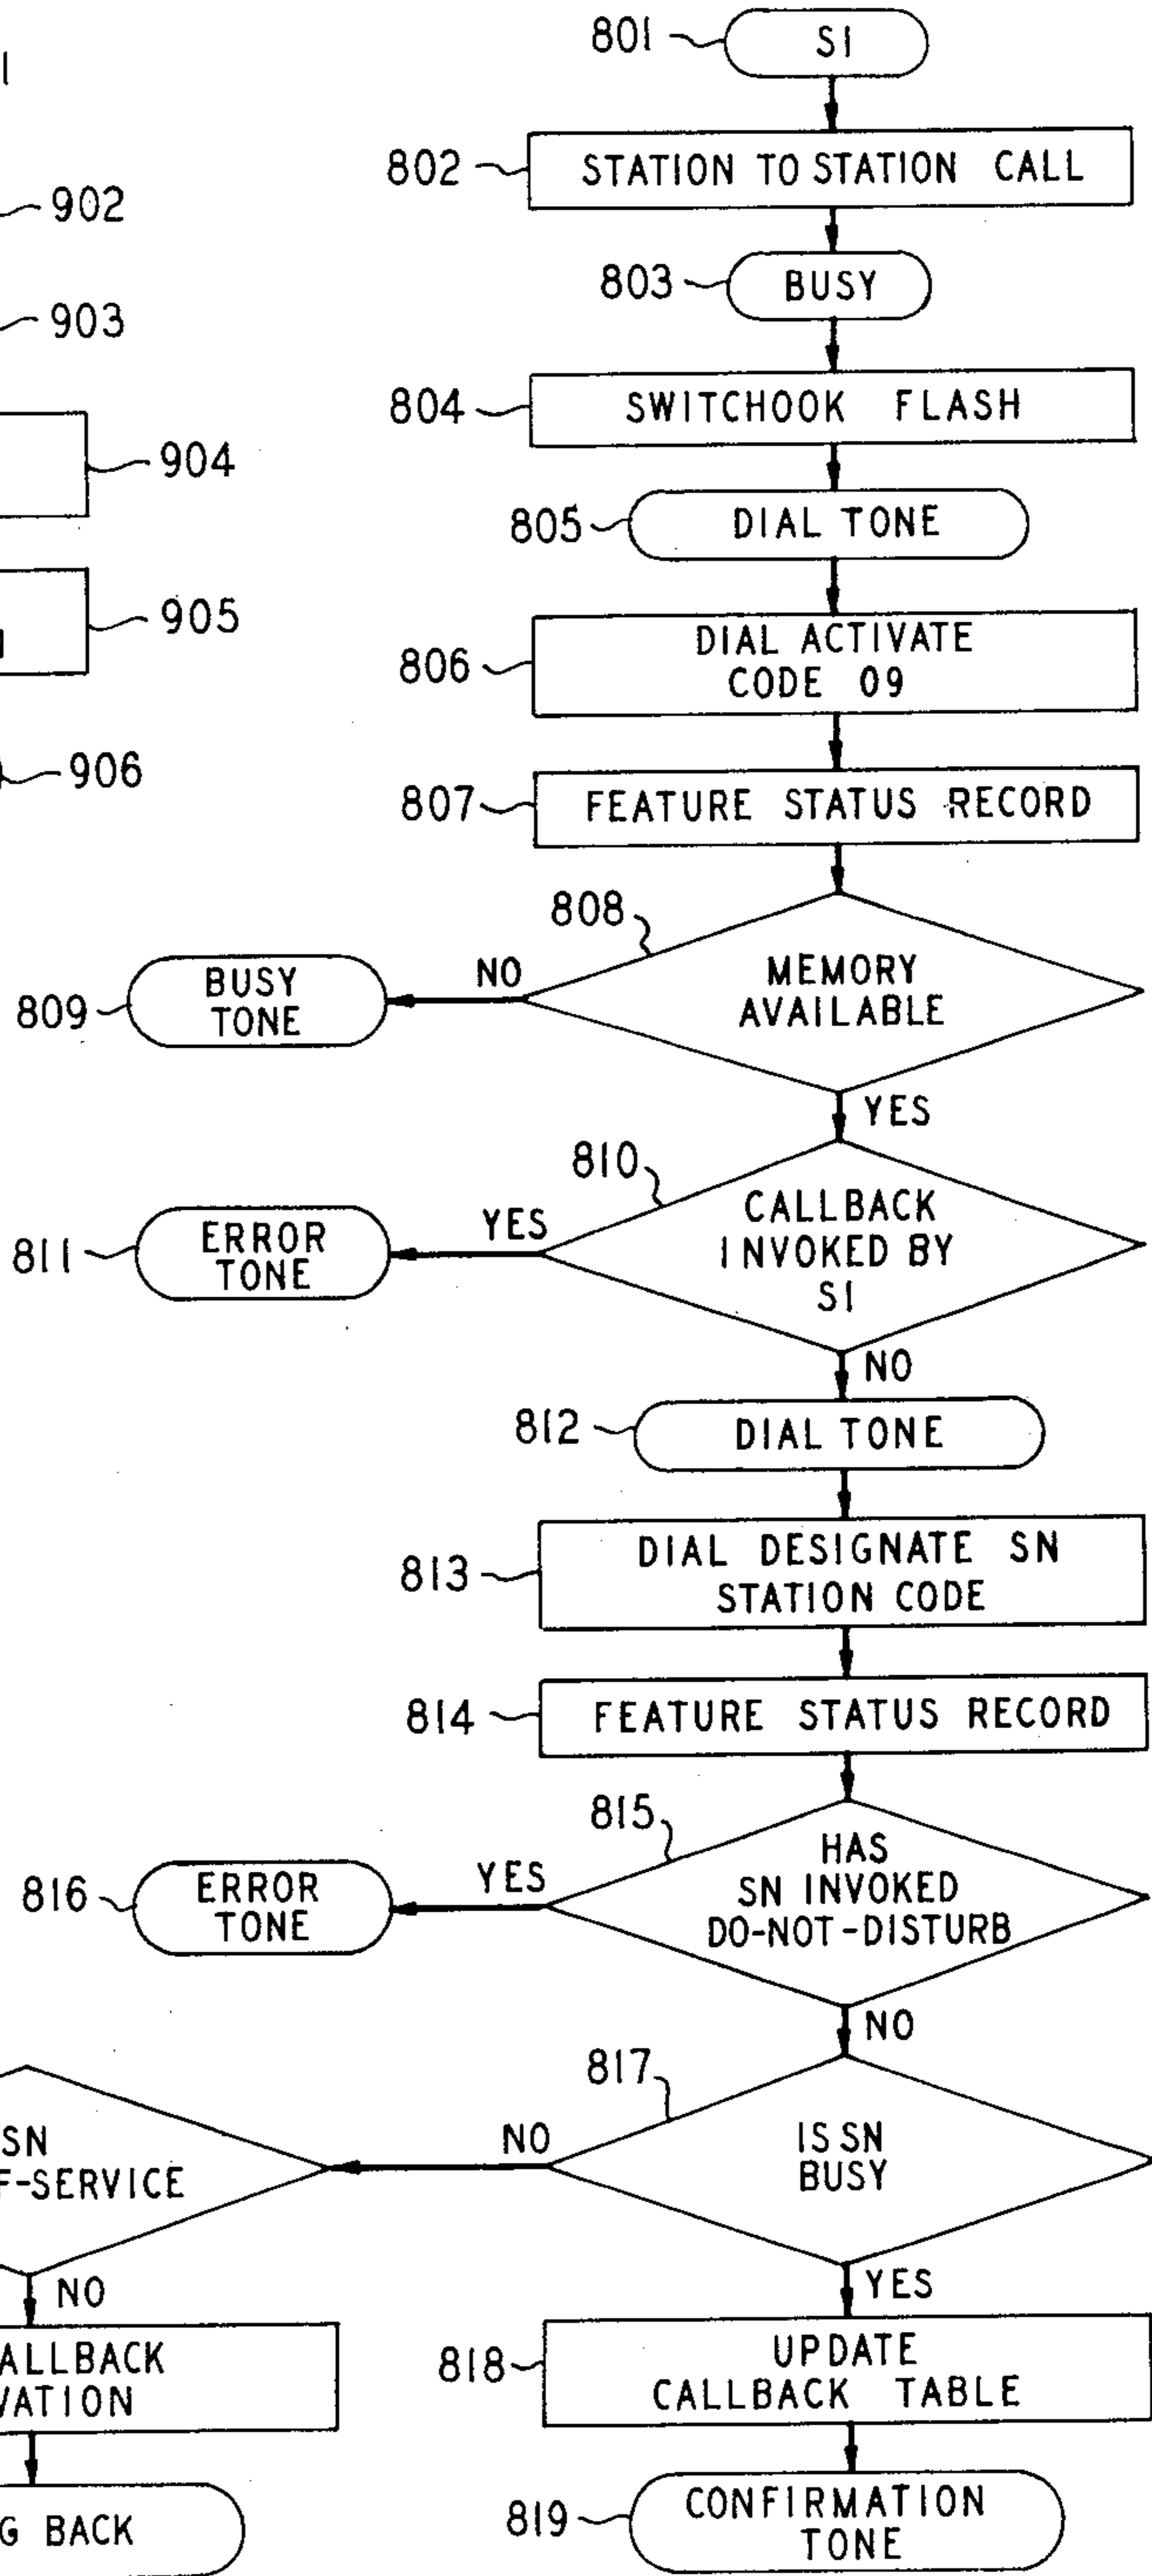 801
S1
802
STATION TO STATION CALL
902
803
BUSY
903
804
SWITCHOOK FLASH
904
805
DIAL TONE
905
806
DIAL ACTIVATE
CODE 09
906
807
FEATURE STATUS RECORD
808
MEMORY
AVAILABLE
NO
BUSY
TONE
809
YES
810
CALLBACK
INVOKED BY
S1
YES
ERROR
TONE
811
NO
812
DIAL TONE
813
DIAL DESIGNATE SN
STATION CODE
814
FEATURE STATUS RECORD
815
HAS
SN INVOKED
DO-NOT-DISTURB
YES
ERROR
TONE
816
NO
817
IS SN
BUSY
NO
SN
F-SERVICE
YES
NO
818
UPDATE
CALLBACK TABLE
ALLBACK
VATION
819
CONFIRMATION
TONE
G BACK